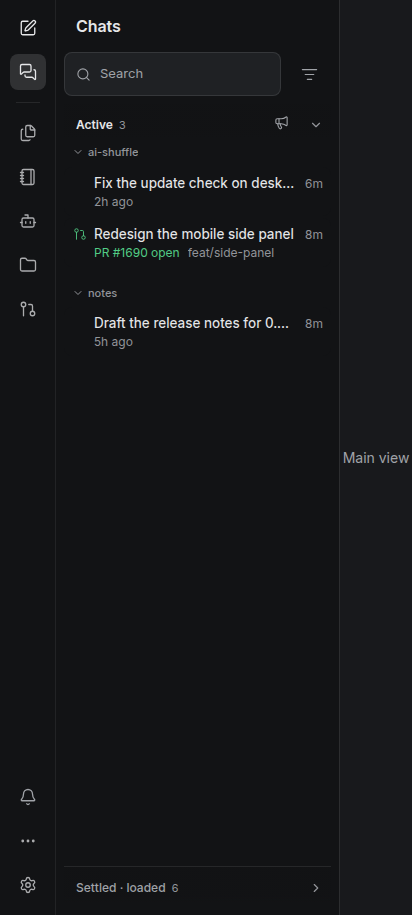 Chats
Search
Active 3
ai-shuffle
Fix the update check on desk... 6m
2h ago
Redesign the mobile side panel 8m
PR #1690 open feat/side-panel
notes
Draft the release notes for 0.... 8m
5h ago
Main view
Settled · loaded 6